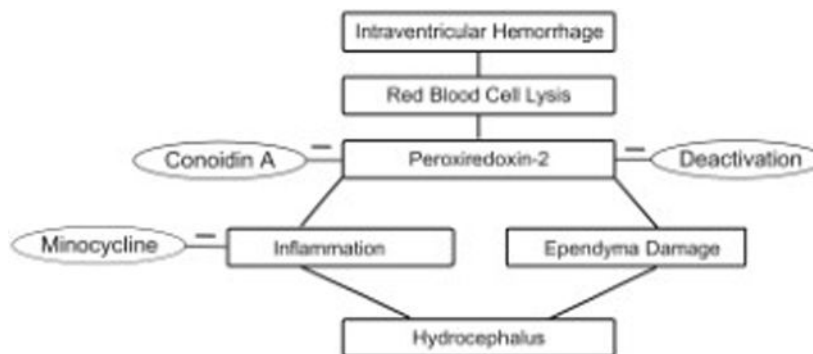 Intraventricular Hemorrhage
Red Blood Cell Lysis
Conoidin A
–
Peroxiredoxin-2
–
Deactivation
Minocycline
–
Inflammation
Ependyma Damage
Hydrocephalus